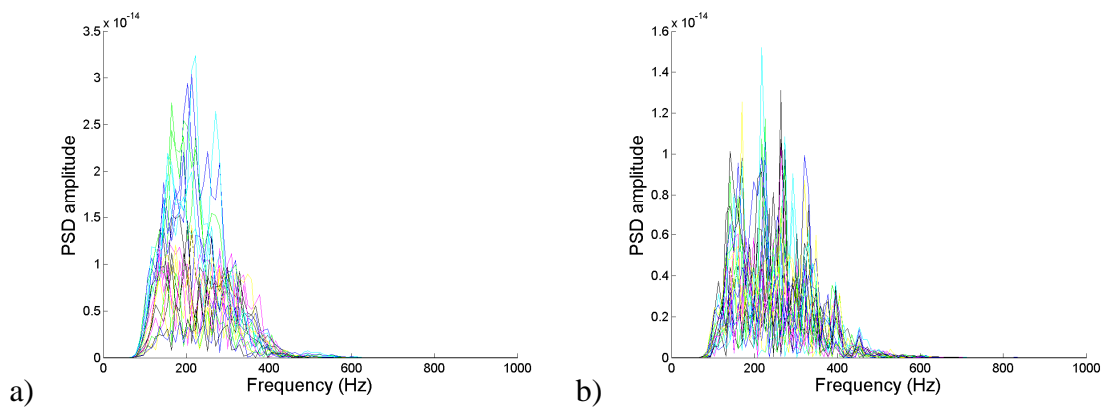 x 10⁻¹⁴
3.5
3
2.5
2
1.5
1
0.5
0
PSD amplitude
0 200 400 600 800 1000
Frequency (Hz)
a)
x 10⁻¹⁴
1.6
1.4
1.2
1
0.8
0.6
0.4
0.2
0
PSD amplitude
0 200 400 600 800 1000
Frequency (Hz)
b)